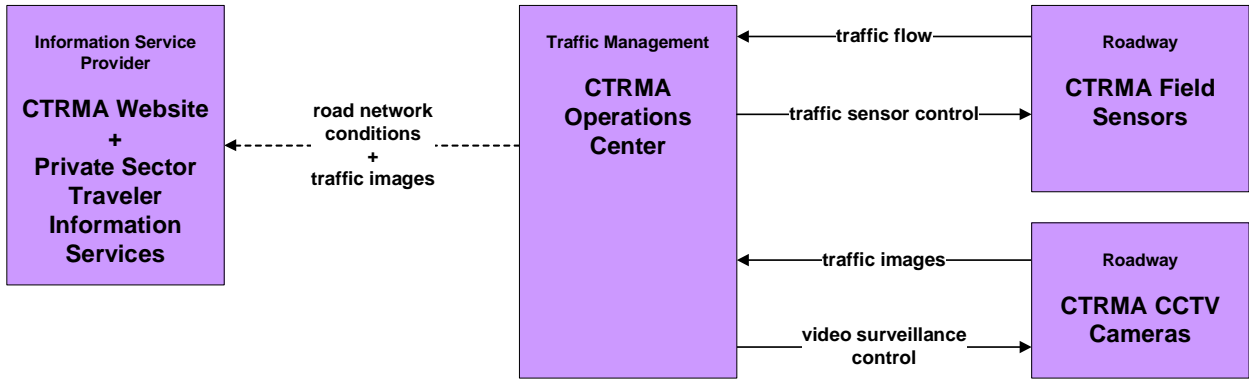 Information Service
Provider
CTRMA Website
+
Private Sector
Traveler
Information
Services
road network
conditions
+
traffic images
Traffic Management
CTRMA
Operations
Center
traffic flow
traffic sensor control
traffic images
video surveillance
control
Roadway
CTRMA Field
Sensors
Roadway
CTRMA CCTV
Cameras